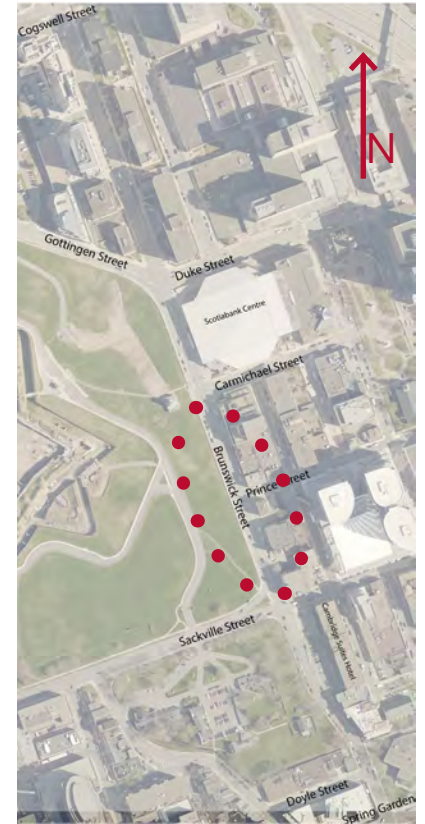 Cogswell Street
N
Gottingen Street
Duke Street
Scotiabank Centre
Carmichael Street
Brunswick Street
Prince Street
Sackville Street
Cambridge Suites Hotel
Doyle Street
Spring Garden